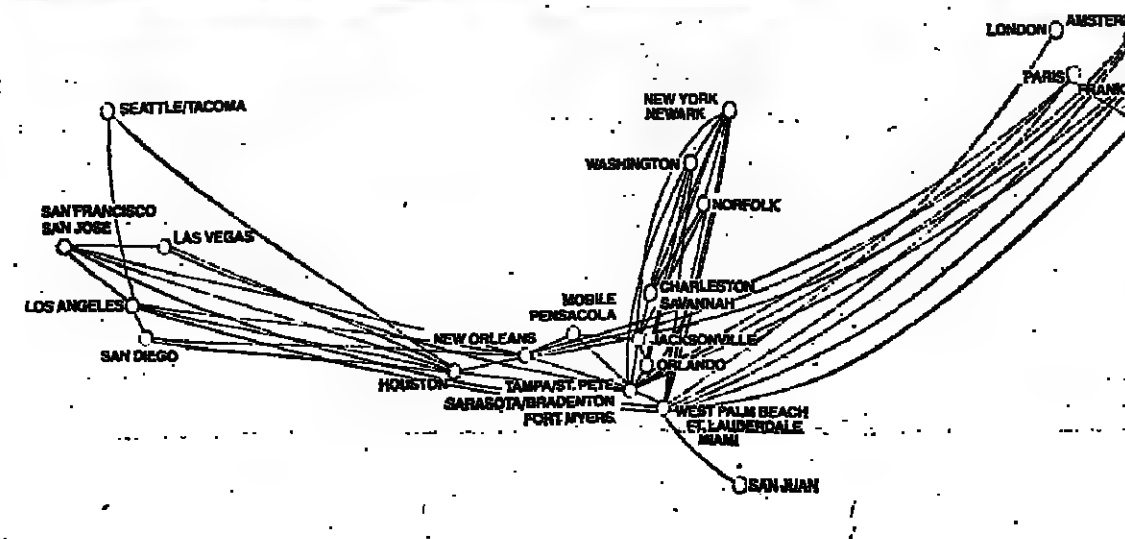 LONDON
PARIS
SEATTLE/TACOMA
NEW YORK
NEWARK
WASHINGTON
NORFOLK
SAN FRANCISCO
SAN JOSE
LAS VEGAS
LOS ANGELES
SAN DIEGO
CHARLESTON
SAVANNAH
MOBILE
PENSACOLA
NEW ORLEANS
JACKSONVILLE
ORLANDO
HOUSTON
TAMPA/ST. PETE
SARASOTA/BRADENTON
FORT MYERS
WEST PALM BEACH
FT. LAUDERDALE
MIAMI
SAN JUAN